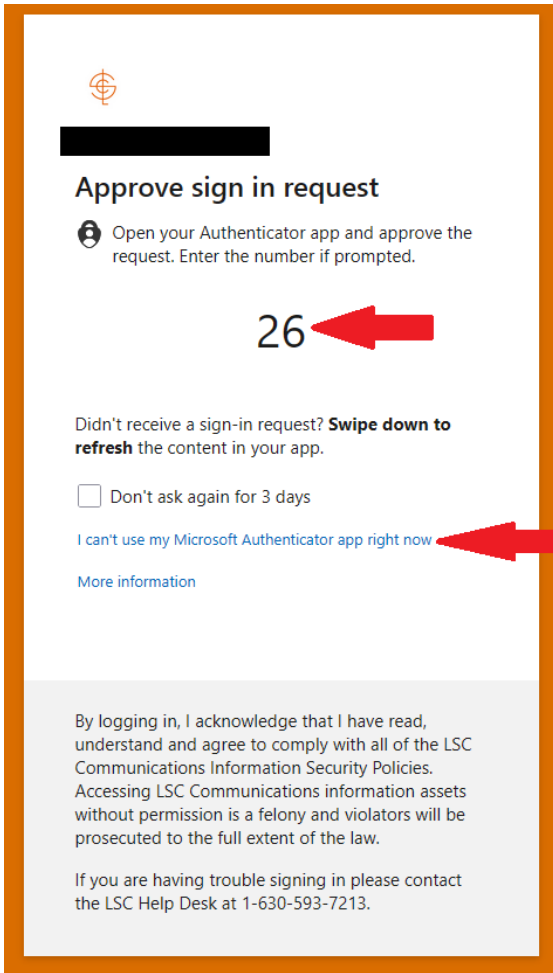 Approve sign in request
Open your Authenticator app and approve the
request. Enter the number if prompted.
26
Didn't receive a sign-in request? Swipe down to
refresh the content in your app.
Don't ask again for 3 days
I can't use my Microsoft Authenticator app right now
More information
By logging in, I acknowledge that I have read,
understand and agree to comply with all of the LSC
Communications Information Security Policies.
Accessing LSC Communications information assets
without permission is a felony and violators will be
prosecuted to the full extent of the law.
If you are having trouble signing in please contact
the LSC Help Desk at 1-630-593-7213.